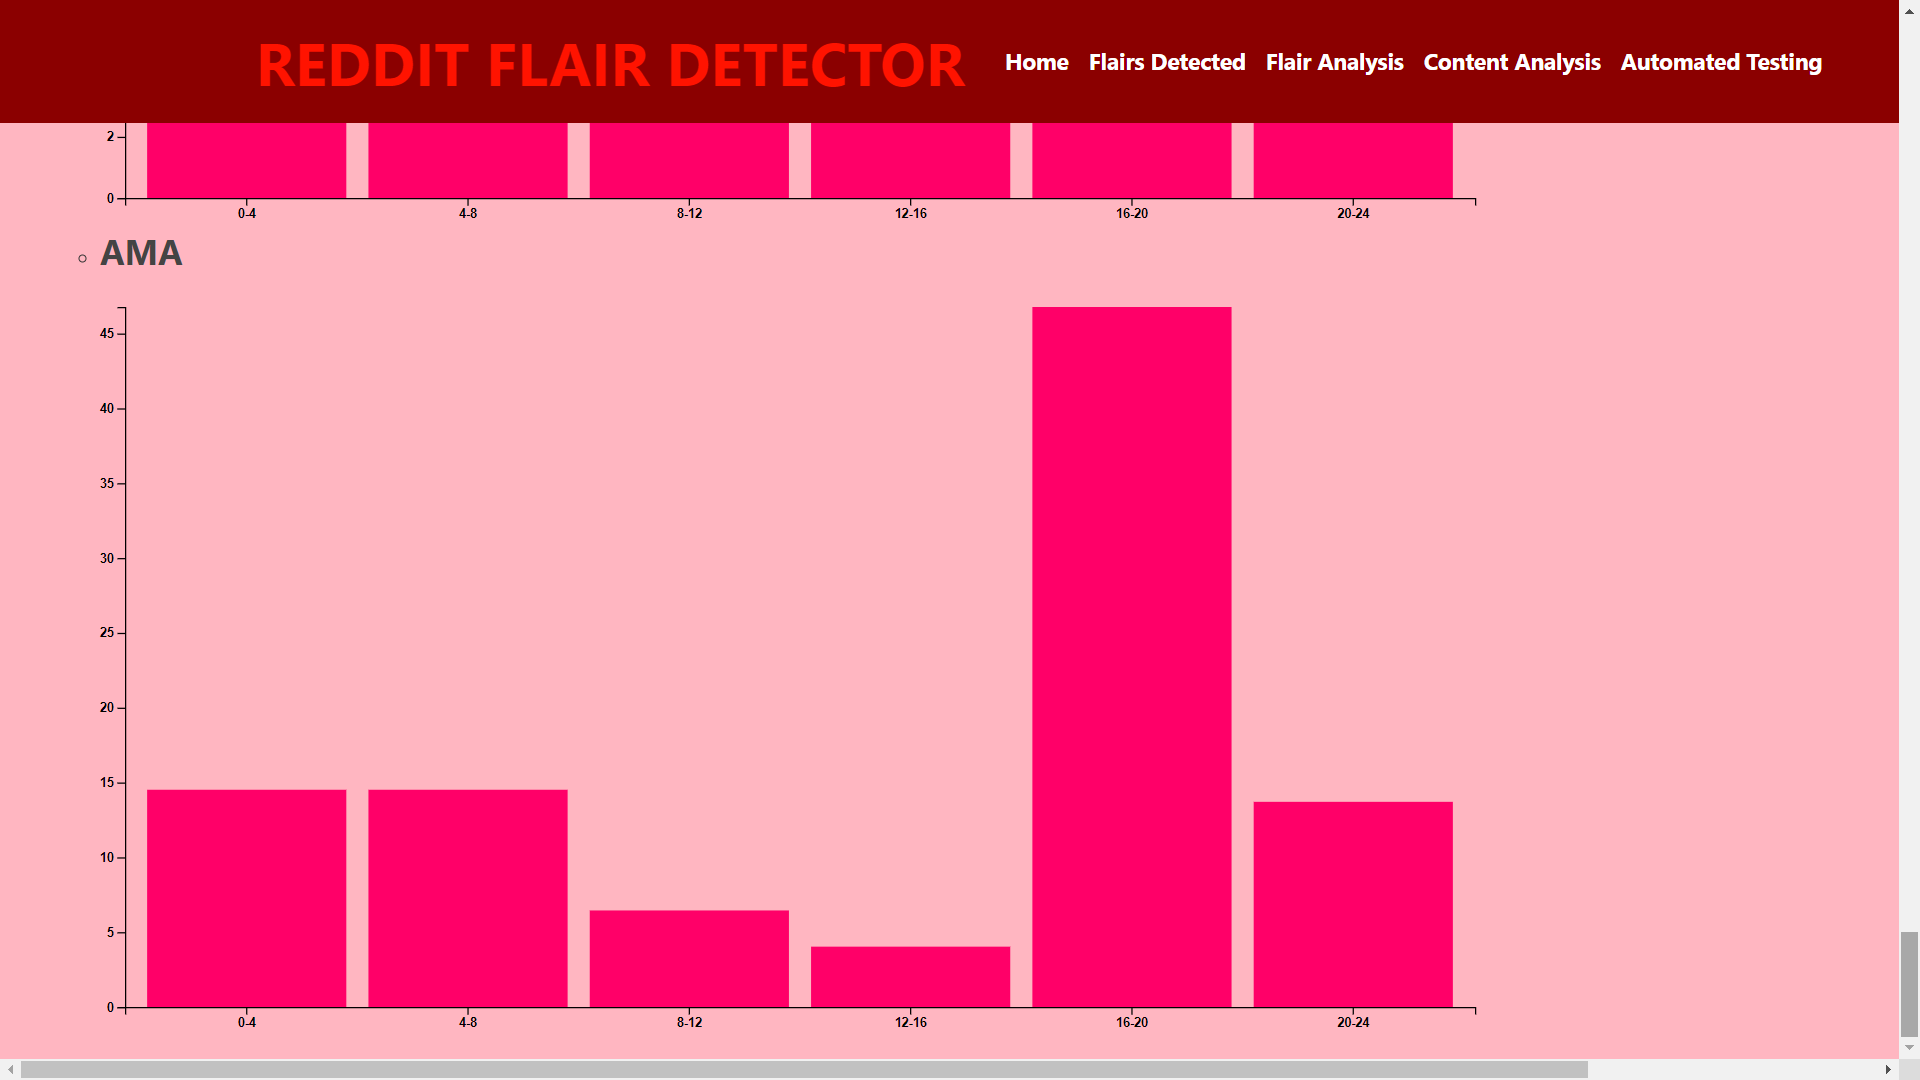 REDDIT FLAIR DETECTOR
Home Flairs Detected Flair Analysis Content Analysis Automated Testing
2
0
0-4 4-8 8-12 12-16 16-20 20-24
AMA
45
40
35
30
25
20
15
10
5
0
0-4 4-8 8-12 12-16 16-20 20-24